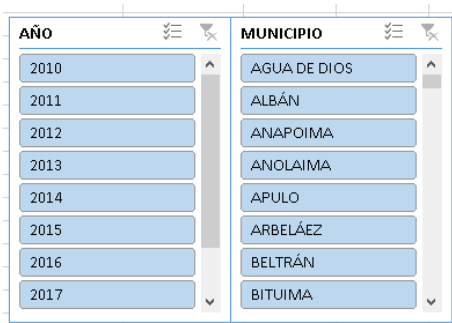 AÑO
2010
2011
2012
2013
2014
2015
2016
2017
MUNICIPIO
AGUA DE DIOS
ALBÁN
ANAPOIMA
ANOLAIMA
APULO
ARBELÁEZ
BELTRÁN
BITUIMA